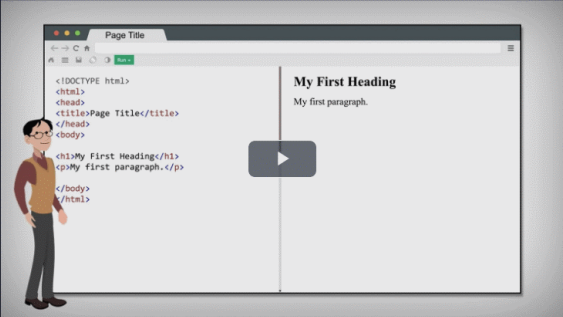 Page Title
Run »
<!DOCTYPE html>
<html>
<head>
<title>Page Title</title>
</head>
<body>
<h1>My First Heading</h1>
<p>My first paragraph.</p>
</body>
</html>
My First Heading
My first paragraph.